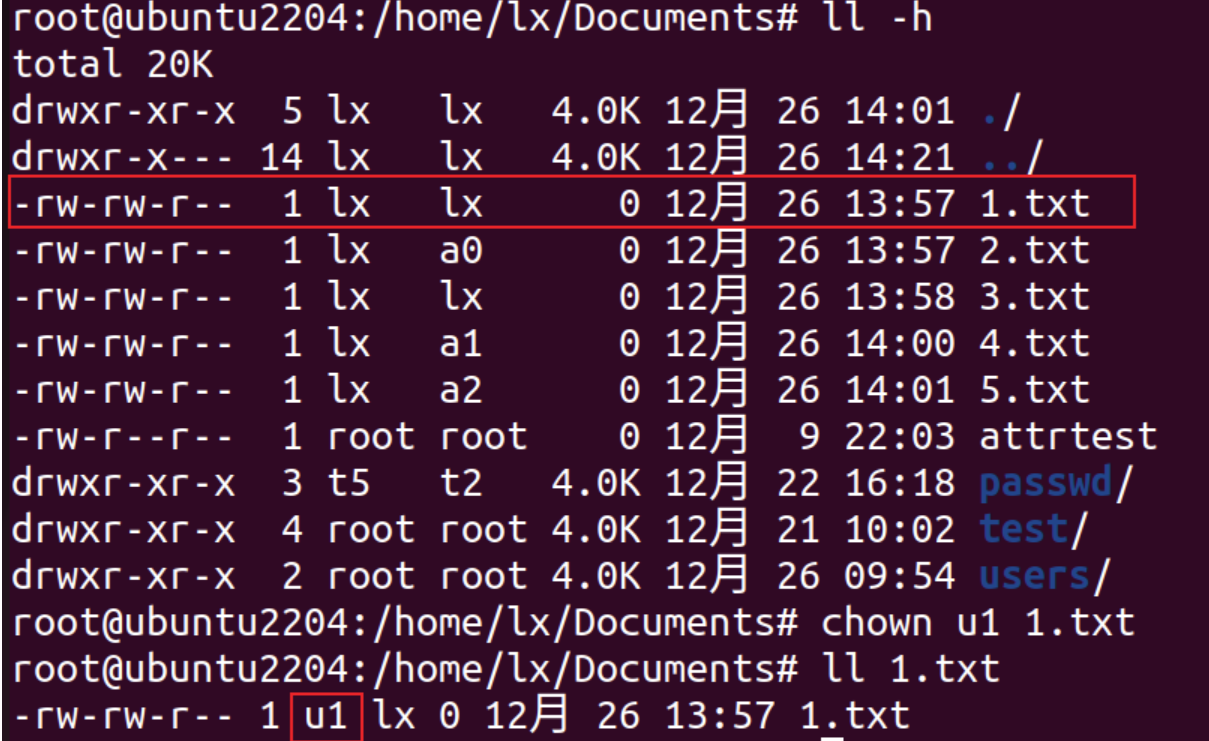 root@ubuntu2204:/home/lx/Documents# ll -h
total 20K
drwxr-xr-x  5 lx   lx   4.0K 12月 26 14:01 ./
drwxr-x--- 14 lx   lx   4.0K 12月 26 14:21 ../
-rw-rw-r--  1 lx   lx      0 12月 26 13:57 1.txt
-rw-rw-r--  1 lx   a0      0 12月 26 13:57 2.txt
-rw-rw-r--  1 lx   lx      0 12月 26 13:58 3.txt
-rw-rw-r--  1 lx   a1      0 12月 26 14:00 4.txt
-rw-rw-r--  1 lx   a2      0 12月 26 14:01 5.txt
-rw-r--r--  1 root root    0 12月  9 22:03 attrtest
drwxr-xr-x  3 t5   t2   4.0K 12月 22 16:18 passwd/
drwxr-xr-x  4 root root 4.0K 12月 21 10:02 test/
drwxr-xr-x  2 root root 4.0K 12月 26 09:54 users/
root@ubuntu2204:/home/lx/Documents# chown u1 1.txt
root@ubuntu2204:/home/lx/Documents# ll 1.txt
-rw-rw-r-- 1 u1 lx 0 12月 26 13:57 1.txt